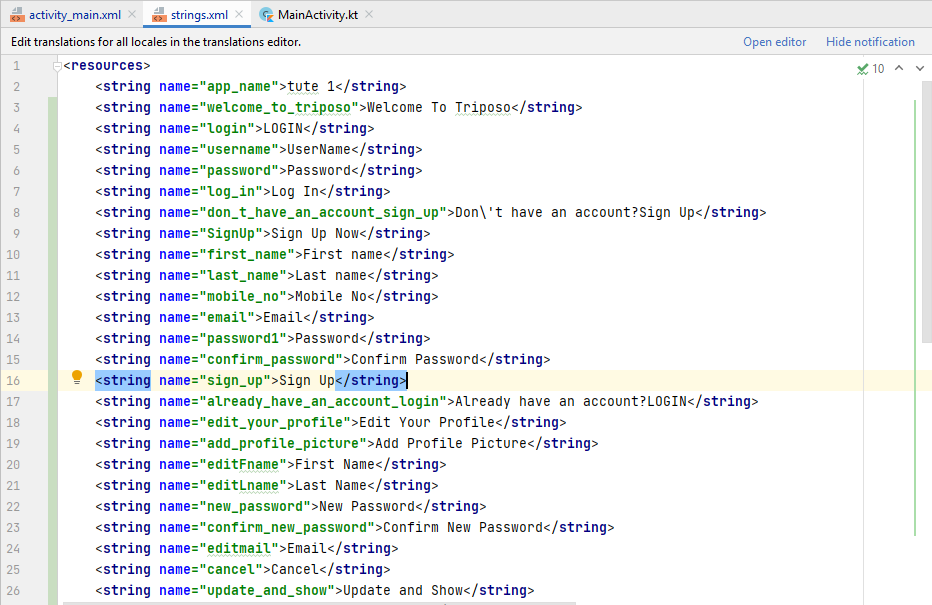 activity_main.xml strings.xml MainActivity.kt
Edit translations for all locales in the translations editor. Open editor Hide notification
1 <resources> 10
2 <string name="app_name">tute 1</string>
3 <string name="welcome_to_triposo">Welcome To Triposo</string>
4 <string name="login">LOGIN</string>
5 <string name="username">UserName</string>
6 <string name="password">Password</string>
7 <string name="log_in">Log In</string>
8 <string name="don_t_have_an_account_sign_up">Don\'t have an account?Sign Up</string>
9 <string name="SignUp">Sign Up Now</string>
10 <string name="first_name">First name</string>
11 <string name="last_name">Last name</string>
12 <string name="mobile_no">Mobile No</string>
13 <string name="email">Email</string>
14 <string name="password1">Password</string>
15 <string name="confirm_password">Confirm Password</string>
16 <string name="sign_up">Sign Up</string>
17 <string name="already_have_an_account_login">Already have an account?LOGIN</string>
18 <string name="edit_your_profile">Edit Your Profile</string>
19 <string name="add_profile_picture">Add Profile Picture</string>
20 <string name="editFname">First Name</string>
21 <string name="editLname">Last Name</string>
22 <string name="new_password">New Password</string>
23 <string name="confirm_new_password">Confirm New Password</string>
24 <string name="editmail">Email</string>
25 <string name="cancel">Cancel</string>
26 <string name="update_and_show">Update and Show</string>